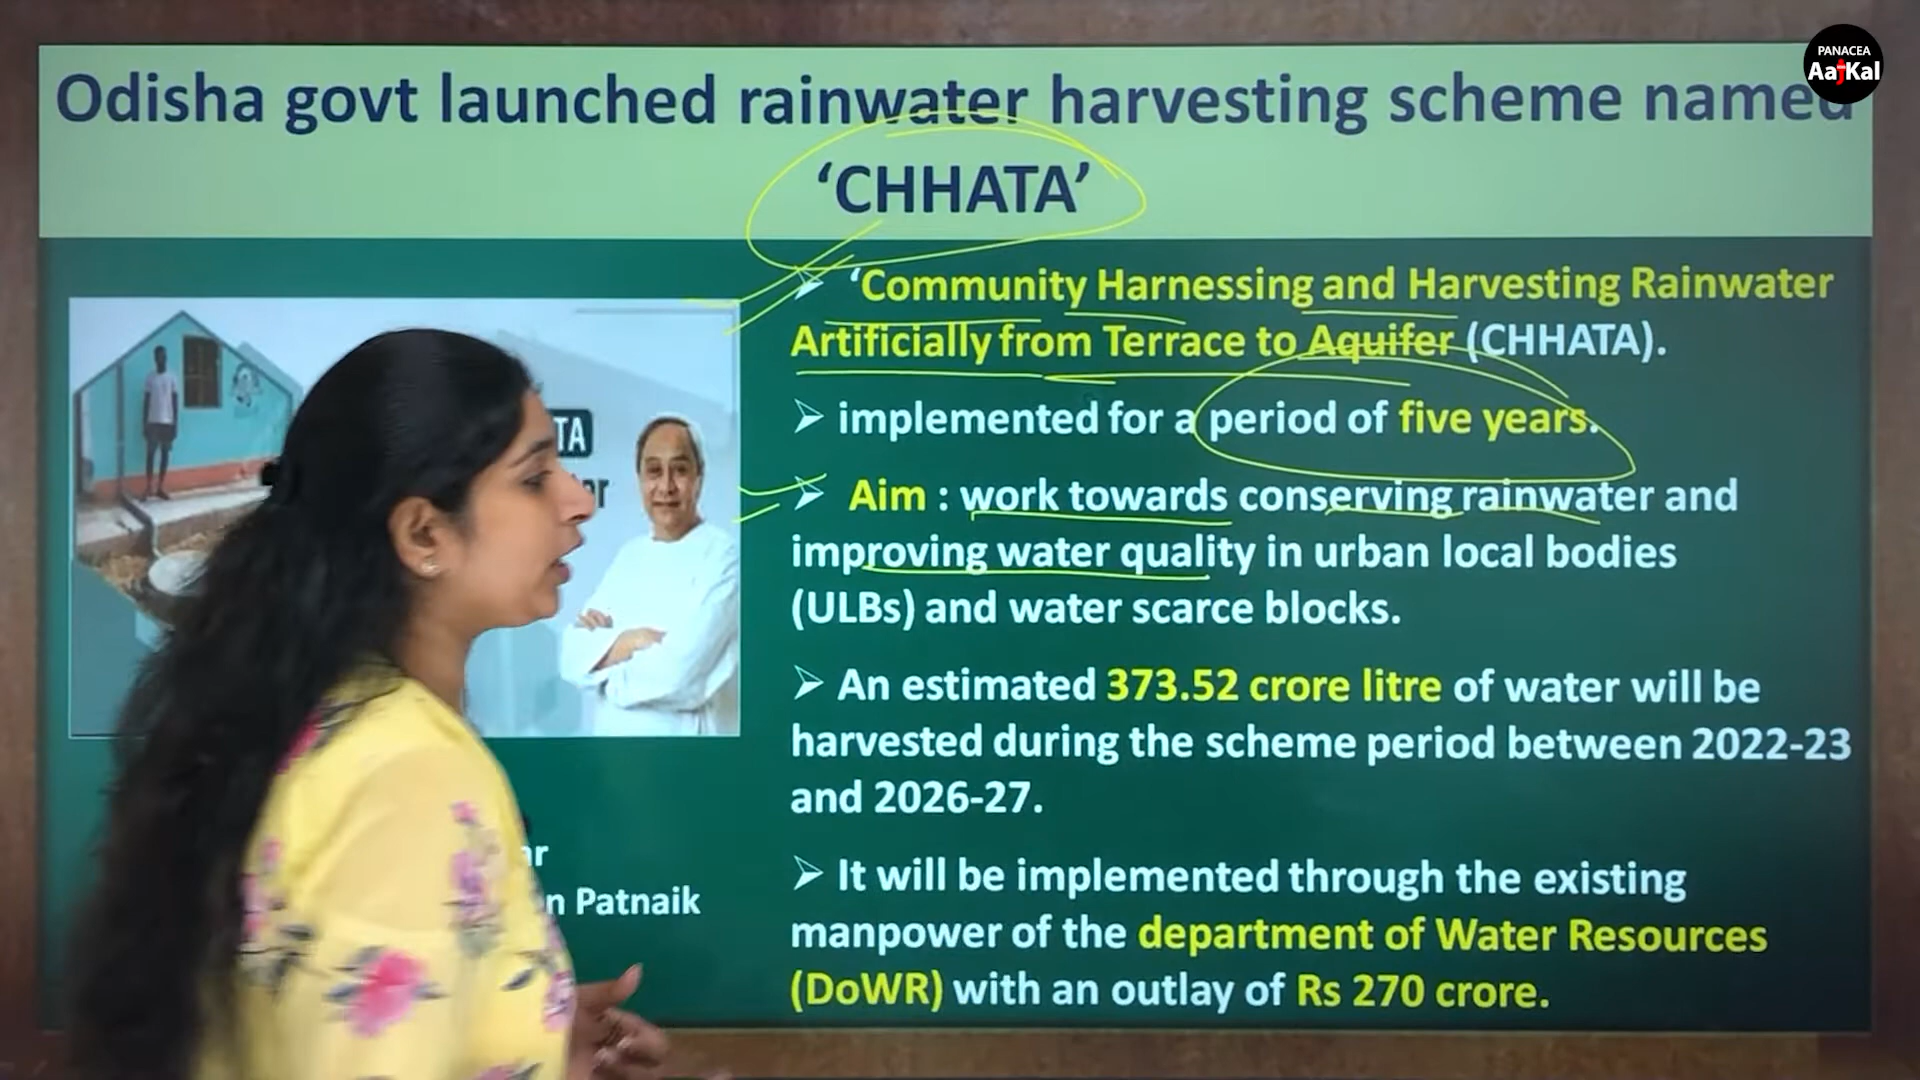 PANACEA
AajKal
Odisha govt launched rainwater harvesting scheme named
‘CHHATA’
➢ ‘Community Harnessing and Harvesting Rainwater
Artificially from Terrace to Aquifer (CHHATA).
➢ implemented for a period of five years.
➢ Aim : work towards conserving rainwater and
improving water quality in urban local bodies
(ULBs) and water scarce blocks.
➢ An estimated 373.52 crore litre of water will be
harvested during the scheme period between 2022-23
and 2026-27.
➢ It will be implemented through the existing
manpower of the department of Water Resources
(DoWR) with an outlay of Rs 270 crore.
TA
ar
n Patnaik